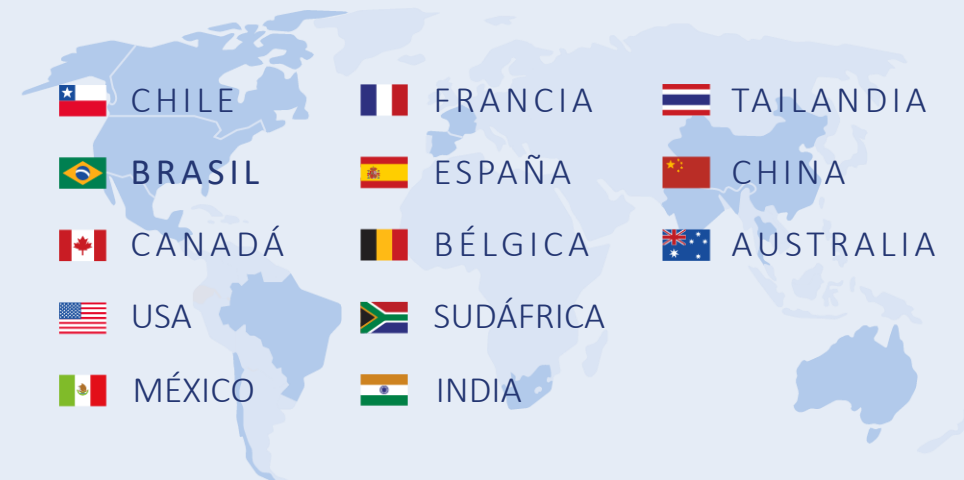 CHILE
BRASIL
CANADÁ
USA
MÉXICO
FRANCIA
ESPAÑA
BÉLGICA
SUDÁFRICA
INDIA
TAILANDIA
CHINA
AUSTRALIA